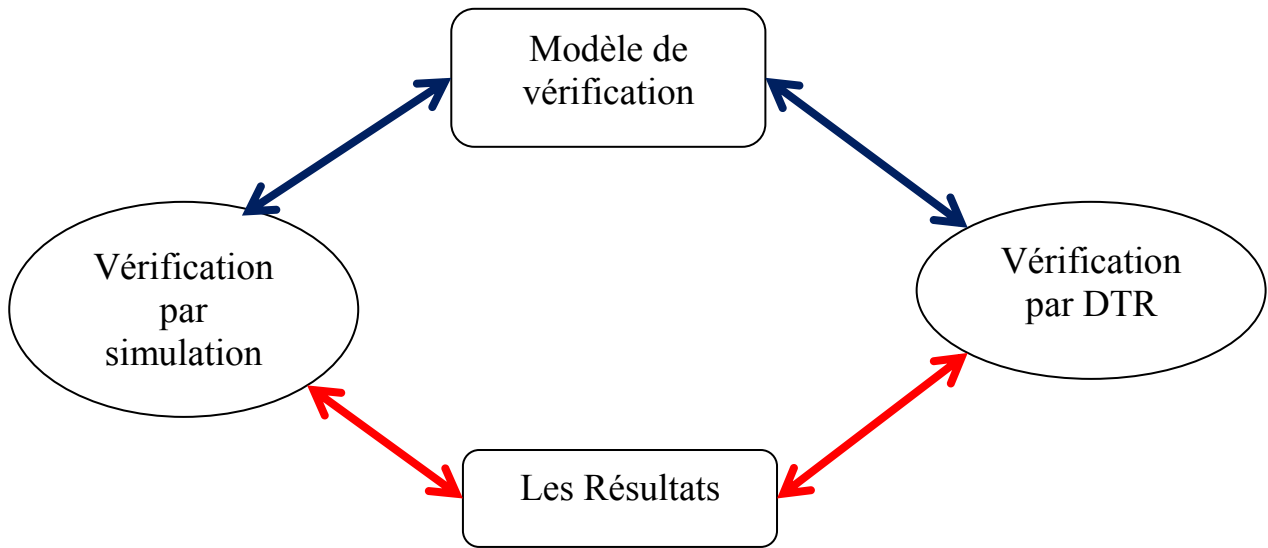 Modèle de
vérification
Vérification
par
simulation
Vérification
par DTR
Les Résultats